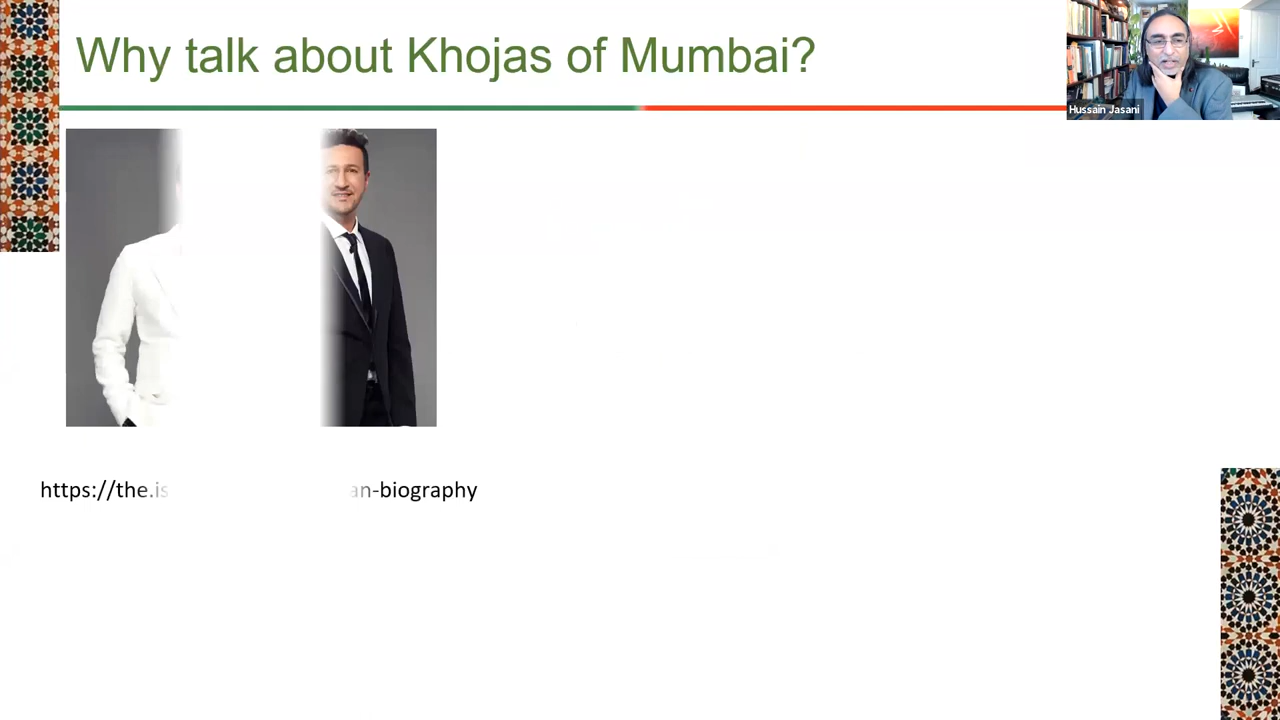 Why talk about Khojas of Mumbai?
Hussain Jasani
https://the.is
an-biography